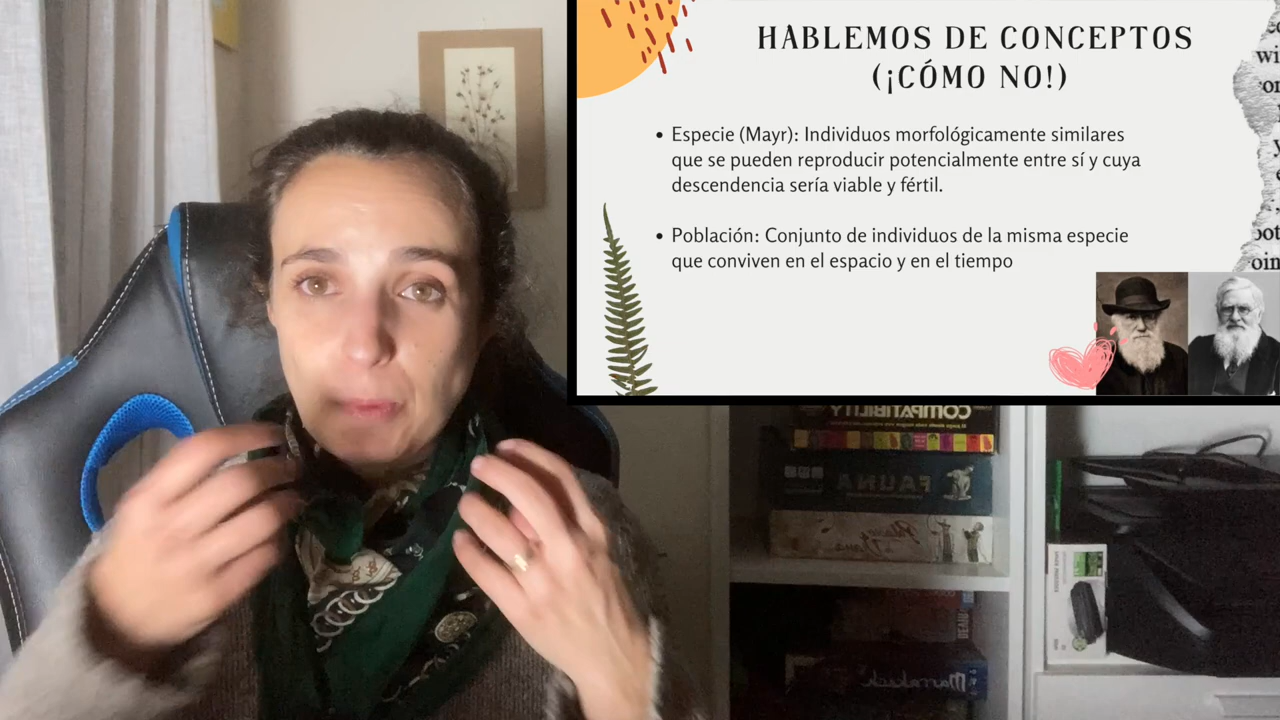 HABLEMOS DE CONCEPTOS
(¡CÓMO NO!)
• Especie (Mayr): Individuos morfológicamente similares
que se pueden reproducir potencialmente entre sí y cuya
descendencia sería viable y fértil.
• Población: Conjunto de individuos de la misma especie
que conviven en el espacio y en el tiempo
COMPATIBILITY
FAUNA
Marrakech